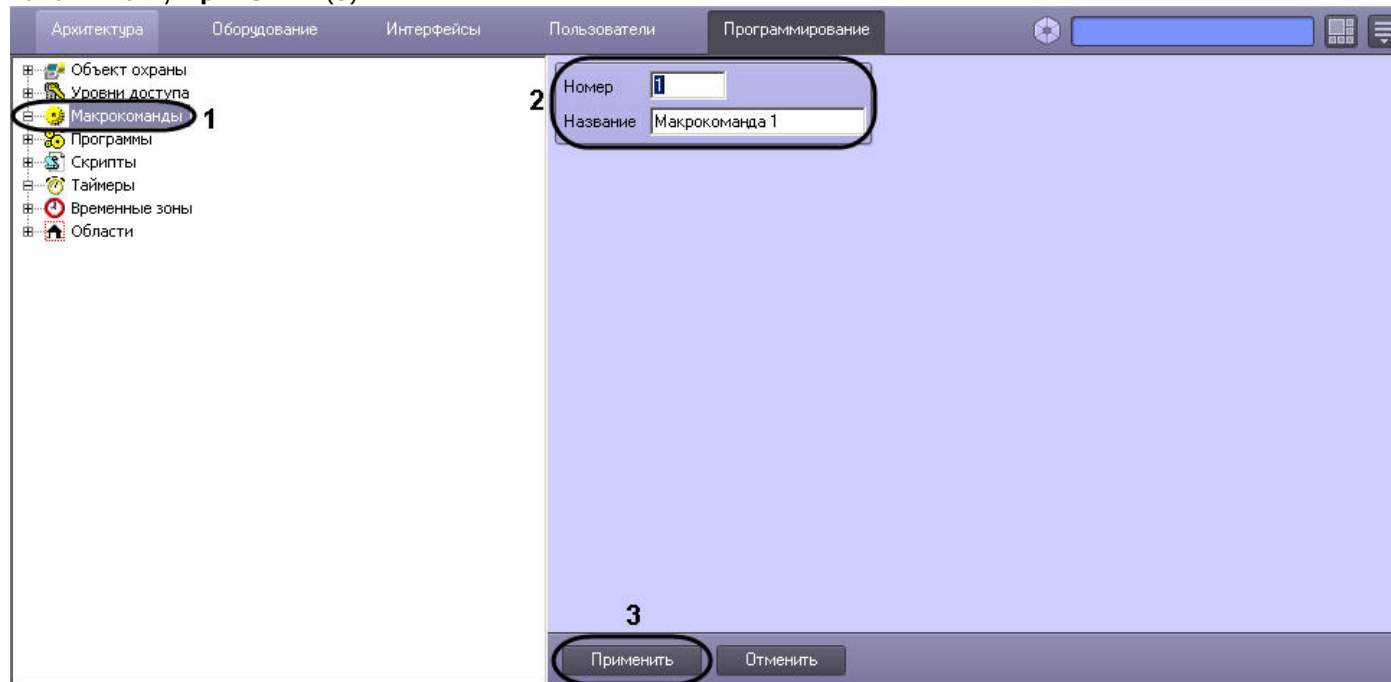 Архитектура Оборудование Интерфейсы Пользователи Программирование
Объект охраны
Уровни доступа
Макрокоманды 1
Программы
Скрипты
Таймеры
Временные зоны
Области
2
Номер 1
Название Макрокоманда 1
3
Применить Отменить